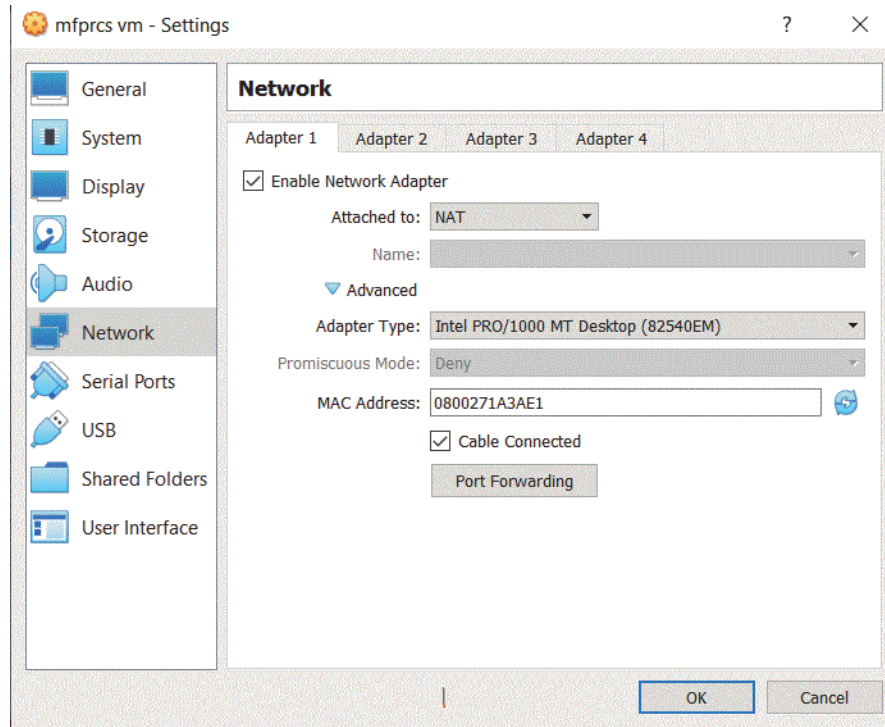 mfprcs vm - Settings
?
General
System
Display
Storage
Audio
Network
Serial Ports
USB
Shared Folders
User Interface
Network
Adapter 1 Adapter 2 Adapter 3 Adapter 4
Enable Network Adapter
Attached to: NAT
Name:
Advanced
Adapter Type: Intel PRO/1000 MT Desktop (82540EM)
Promiscuous Mode: Deny
MAC Address: 0800271A3AE1
Cable Connected
Port Forwarding
OK Cancel